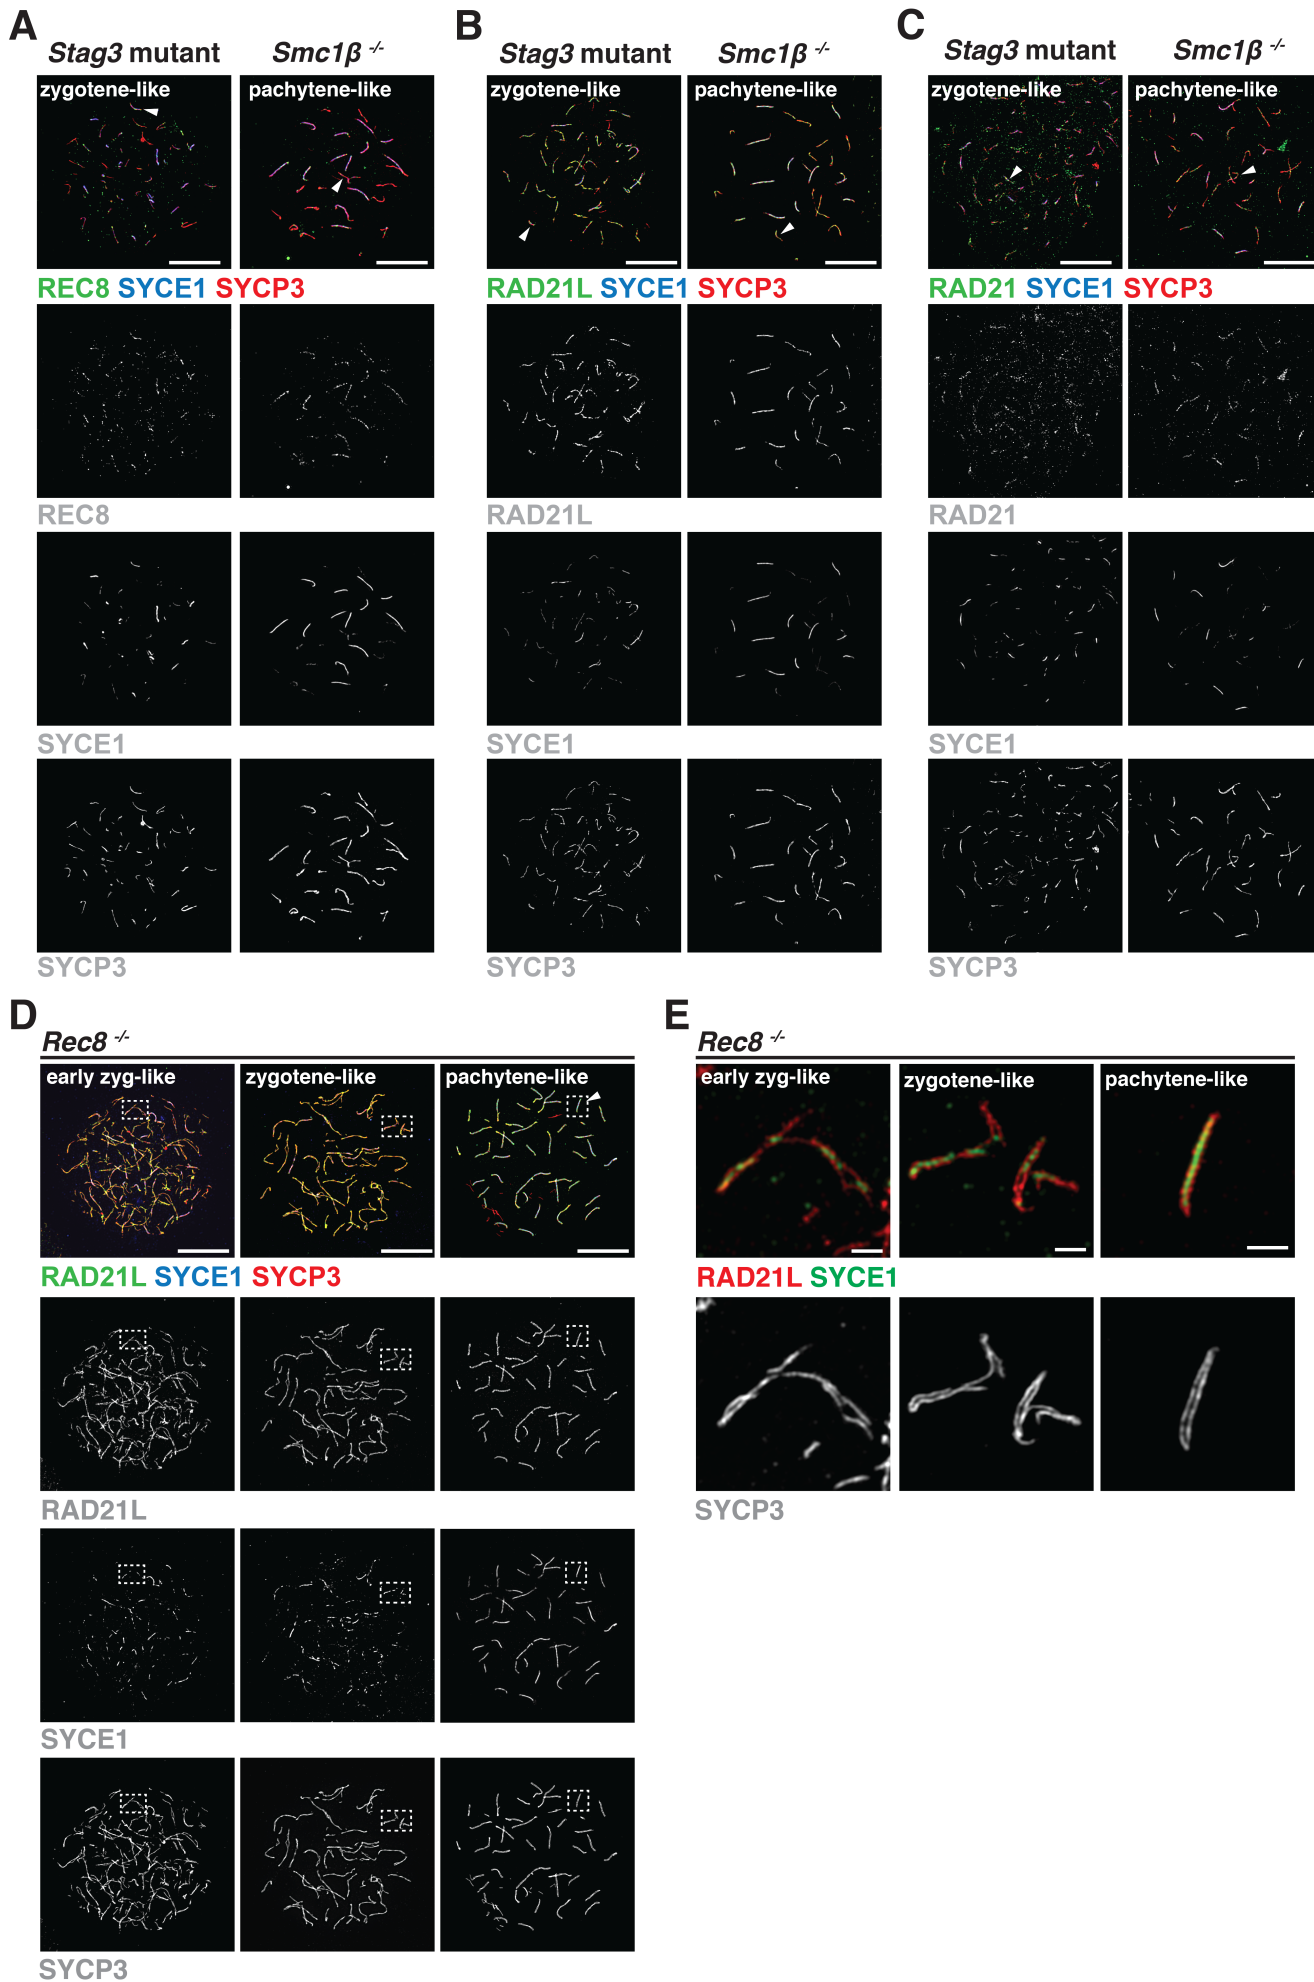 A
Stag3 mutant
Smc1β -/-
zygotene-like
pachytene-like
REC8 SYCE1 SYCP3
REC8
SYCE1
SYCP3
B
Stag3 mutant
Smc1β -/-
zygotene-like
pachytene-like
RAD21L SYCE1 SYCP3
RAD21L
SYCE1
SYCP3
C
Stag3 mutant
Smc1β -/-
zygotene-like
pachytene-like
RAD21 SYCE1 SYCP3
RAD21
SYCE1
SYCP3
D
Rec8 -/-
early zyg-like
zygotene-like
pachytene-like
RAD21L SYCE1 SYCP3
RAD21L
SYCE1
SYCP3
E
Rec8 -/-
early zyg-like
zygotene-like
pachytene-like
RAD21L SYCE1
SYCP3